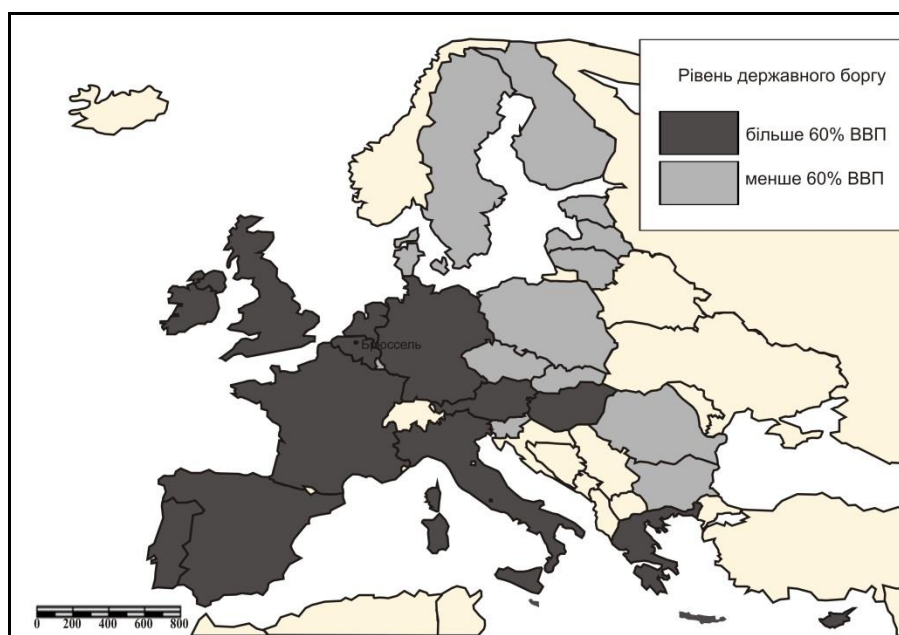 Рівень державного боргу
більше 60% ВВП
менше 60% ВВП
Брюссель
0 200 400 600 800